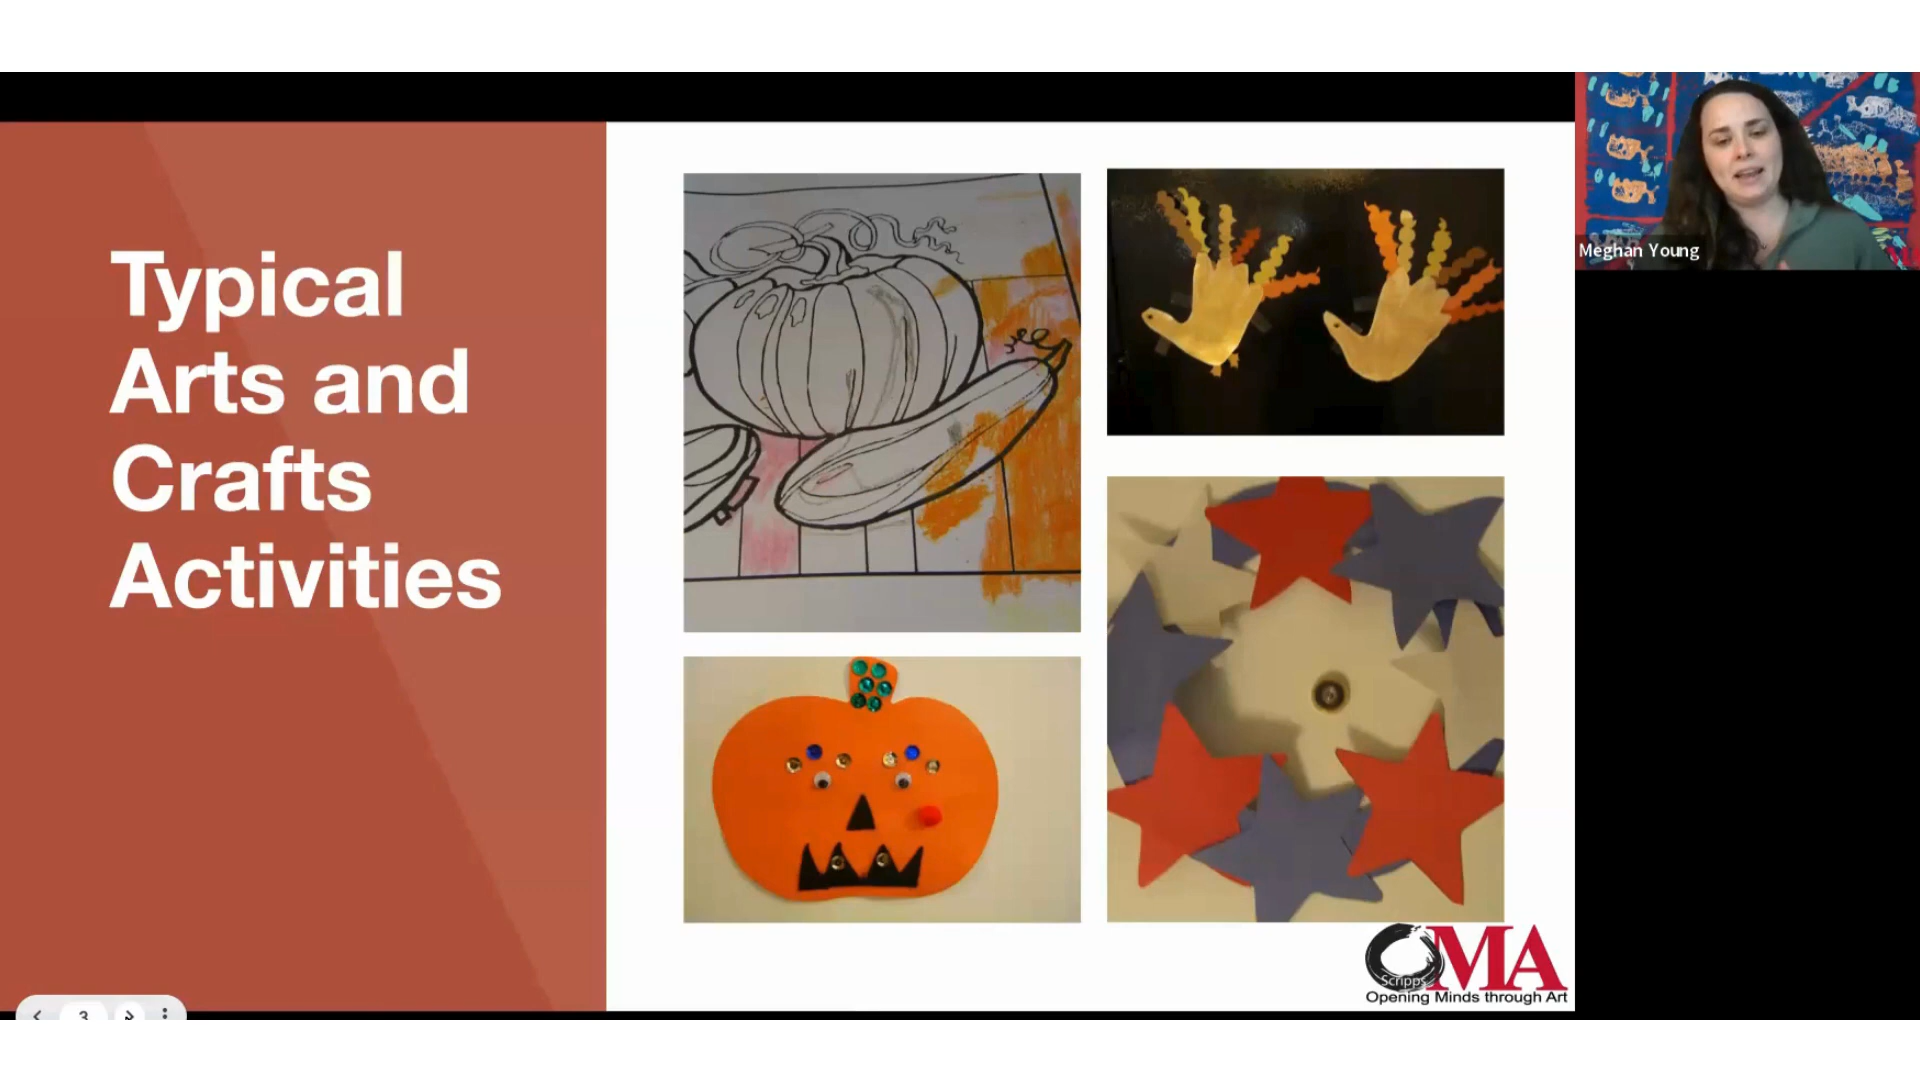 Typical
Arts and
Crafts
Activities
Meghan Young
OMA
Scripps
Opening Minds through Art
3